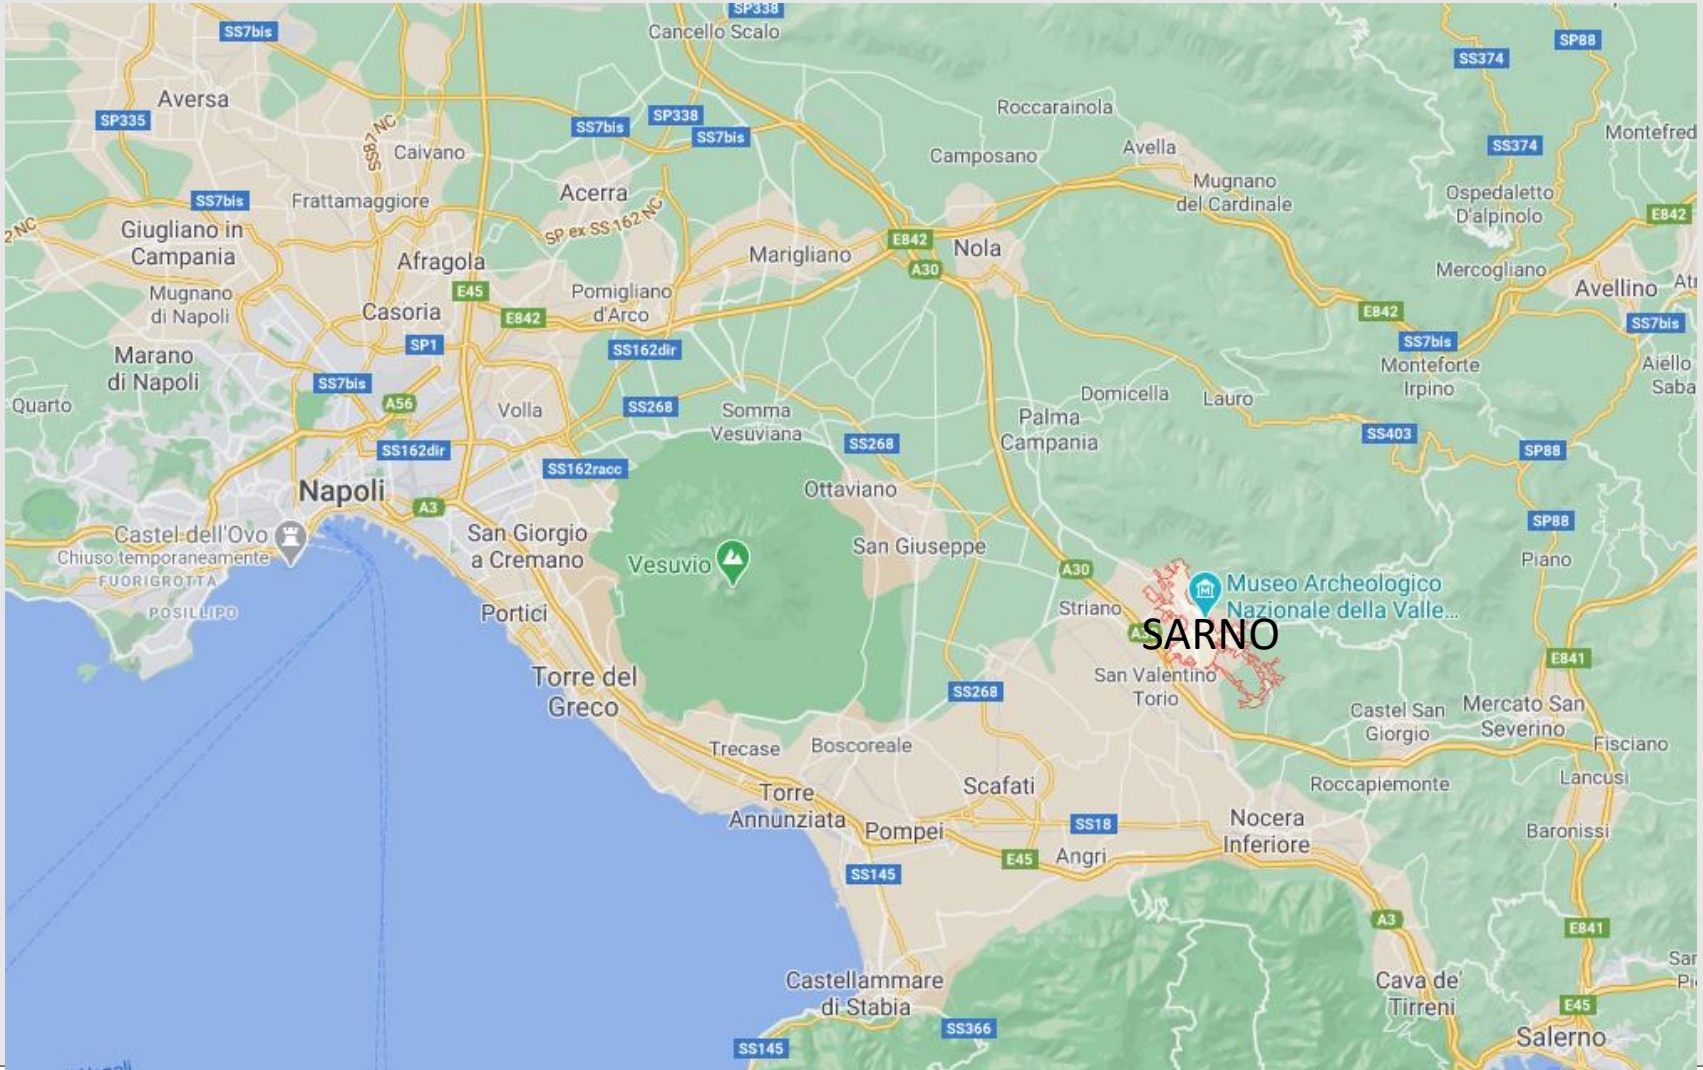 SP338
SS7bis
Cancello Scalo
SP88
SS374
Aversa
SP335
SS7bis
SP338
SS7bis
Roccarainola
SS87-NC
Caivano
Camposano
Avella
SS374
Montefred
SS7bis
Frattamaggiore
Acerra
Mugnano
del Cardinale
Ospedaletto
D'alpinolo
E842
2-NC
Giugliano in
Campania
SP ex SS 162 NC
Afragola
Marigliano
E842
Nola
A30
Mercogliano
Avellino
Mugnano
di Napoli
E45
Casoria
Pomigliano
d'Arco
E842
E842
SS7bis
SS7bis
SP1
SS162dir
Marano
di Napoli
SS7bis
Monteforte
Irpino
Aiello
Saba
Quarto
A56
Volla
SS268
Somma
Vesuviana
Domicella
Lauro
Palma
Campania
SS403
SP88
SS162dir
SS268
SS162racc
Napoli
A3
Ottaviano
SP88
Castel dell'Ovo
Chiuso temporaneamente
San Giorgio
a Cremano
San Giuseppe
Piano
FUORIGROTTA
Vesuvio
A30
Museo Archeologico
Nazionale della Valle...
POSILLIPO
Portici
Striano
SARNO
E841
Torre del
Greco
San Valentino
Torio
SS268
Castel San
Giorgio
Mercato San
Severino
Trecase
Boscoreale
Fisciano
Torre
Annunziata
Scafati
Roccapiemonte
Lancusi
Pompei
SS18
Nocera
Inferiore
Baronissi
E45
Angri
SS145
A3
E841
Castellammare
di Stabia
Cava de'
Tirreni
SS366
E45
Salerno
SS145